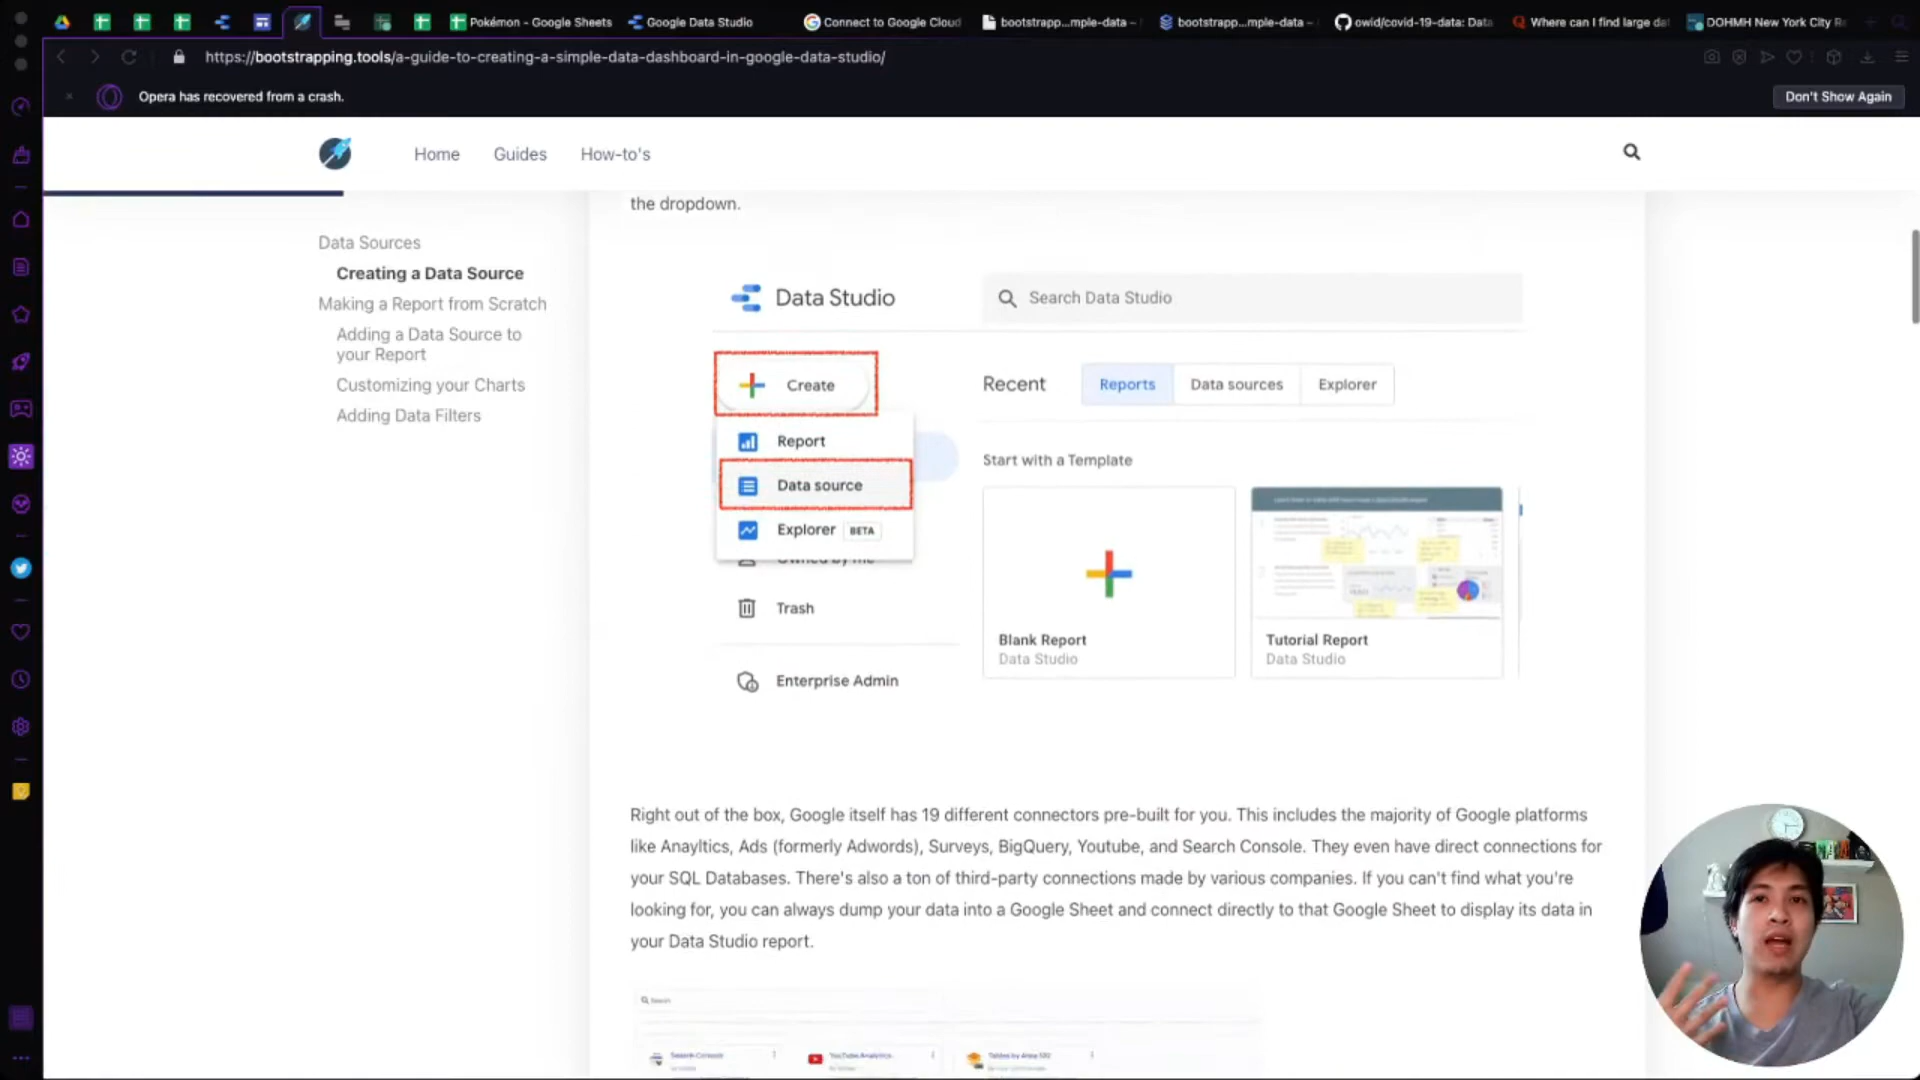 Pokémon - Google Sheets
Google Data Studio
Connect to Google Cloud
bootstrapp...mple-data –
bootstrapp...mple-data –
owid/covid-19-data: Data
Where can I find large da
DOHMH New York City Re
https://bootstrapping.tools/a-guide-to-creating-a-simple-data-dashboard-in-google-data-studio/
Opera has recovered from a crash.
Don't Show Again
Home
Guides
How-to's
the dropdown.
Data Sources
Creating a Data Source
Making a Report from Scratch
Adding a Data Source to
your Report
Customizing your Charts
Adding Data Filters
Data Studio
Search Data Studio
Create
Recent
Reports
Data sources
Explorer
Report
Data source
Explorer BETA
Owned by me
Trash
Enterprise Admin
Start with a Template
Blank Report
Data Studio
Tutorial Report
Data Studio
Right out of the box, Google itself has 19 different connectors pre-built for you. This includes the majority of Google platforms
like Anayltics, Ads (formerly Adwords), Surveys, BigQuery, Youtube, and Search Console. They even have direct connections for
your SQL Databases. There's also a ton of third-party connections made by various companies. If you can't find what you're
looking for, you can always dump your data into a Google Sheet and connect directly to that Google Sheet to display its data in
your Data Studio report.
Search
Search Console
YouTube Analytics